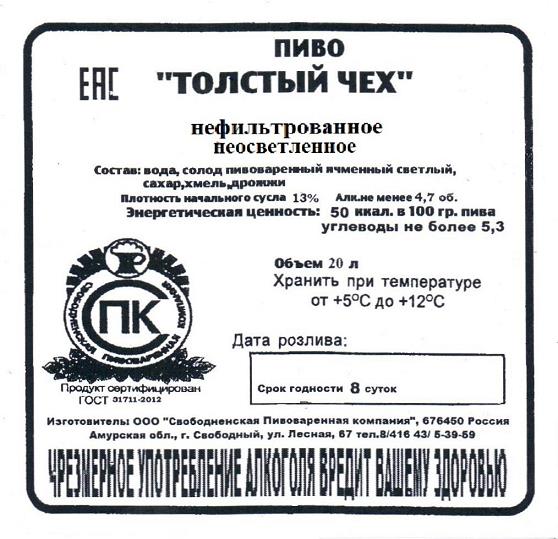 ПИВО
EAC
"ТОЛСТЫЙ ЧЕХ"
нефильтрованное
неосветленное
Состав: вода, солод пивоваренный ячменный светлый,
сахар,хмель,дрожжи
Плотность начального сусла 13% Алк.не менее 4,7 об.
Энергетическая ценность: 50 ккал. в 100 гр. пива
углеводы не более 5,3
Объем 20 л
Хранить при температуре
от +5°С до +12°С
СВОБОДНЕНСКАЯ ПИВОВАРЕННАЯ КОМПАНИЯ
СПК
Дата розлива:
Срок годности 8 суток
Продукт сертифицирован
ГОСТ 31711-2012
Изготовитель: ООО "Свободненская Пивоваренная компания", 676450 Россия
Амурская обл., г. Свободный, ул. Лесная, 67 тел.8/416 43/ 5-39-59
ЧРЕЗМЕРНОЕ УПОТРЕБЛЕНИЕ АЛКОГОЛЯ ВРЕДИТ ВАШЕМУ ЗДОРОВЬЮ